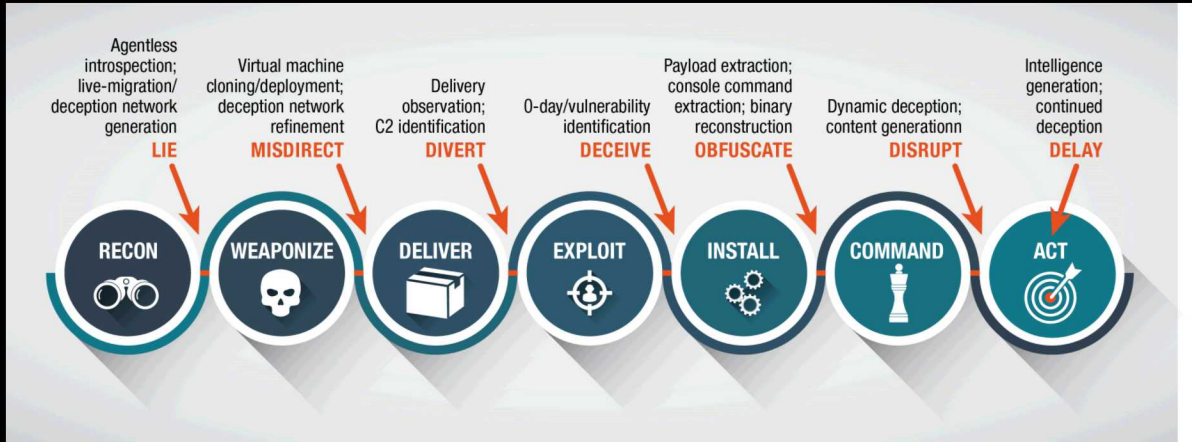 Agentless
introspection;
live-migration/
deception network
generation
LIE
Virtual machine
cloning/deployment;
deception network
refinement
MISDIRECT
Delivery
observation;
C2 identification
DIVERT
0-day/vulnerability
identification
DECEIVE
Payload extraction;
console command
extraction; binary
reconstruction
OBFUSCATE
Dynamic deception;
content generationn
DISRUPT
Intelligence
generation;
continued
deception
DELAY
RECON
WEAPONIZE
DELIVER
EXPLOIT
INSTALL
COMMAND
ACT